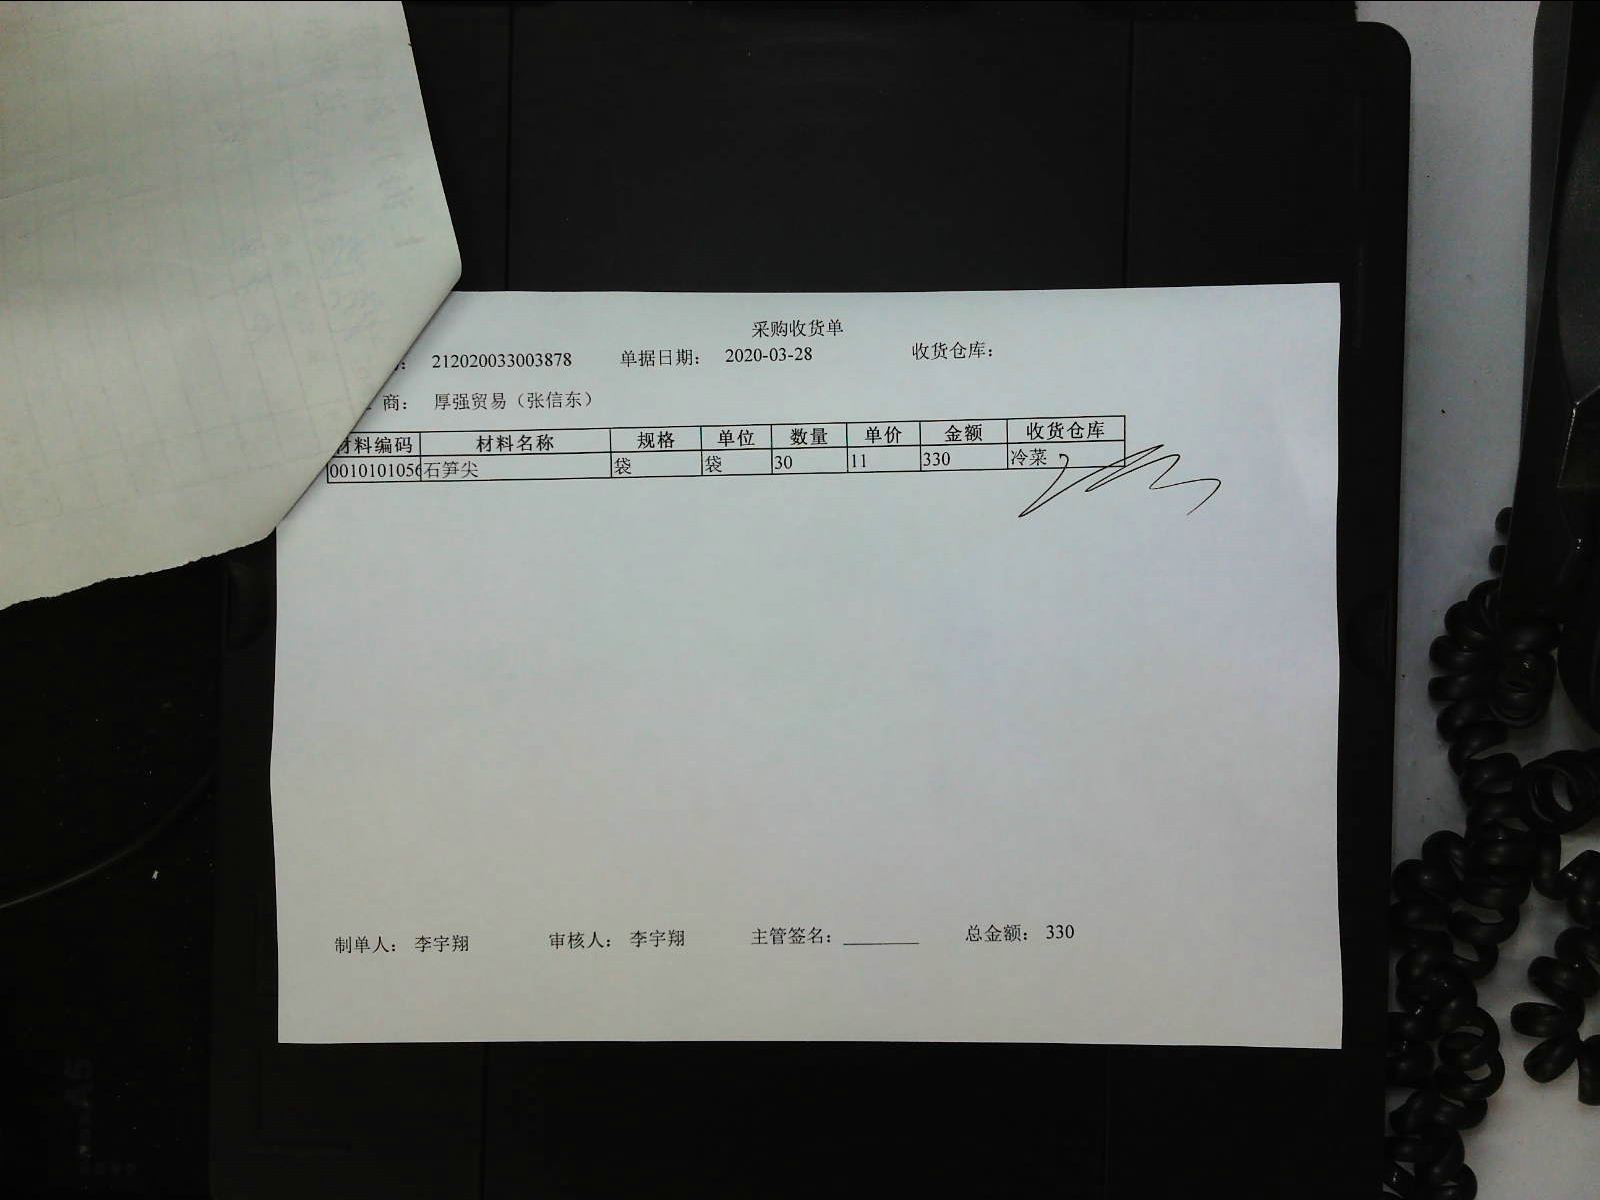 采购收货单
212020033003878 单据日期： 2020-03-28 收货仓库：
商： 厚强贸易（张信东）
材料编码 材料名称 规格 单位 数量 单价 金额 收货仓库
0010101056 石笋尖 袋 袋 30 11 330 冷菜
制单人： 李宇翔 审核人： 李宇翔 主管签名： 总金额： 330